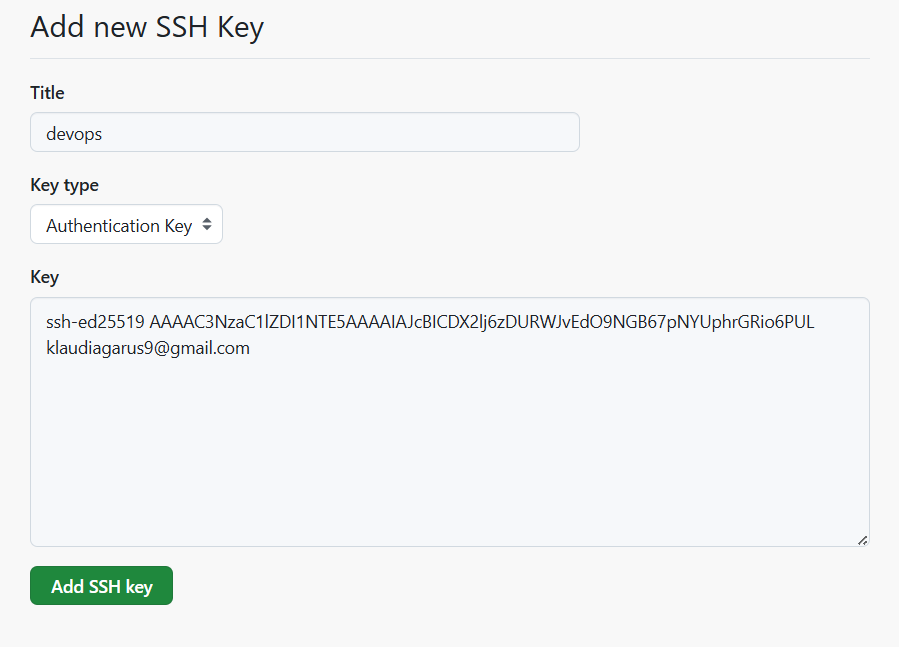 Add new SSH Key
Title
devops
Key type
Authentication Key
Key
ssh-ed25519 AAAAC3NzaC1lZDI1NTE5AAAAIAJcBICDX2lj6zDURWJvEdO9NGB67pNYUphrGRio6PUL
klaudiagarus9@gmail.com
Add SSH key